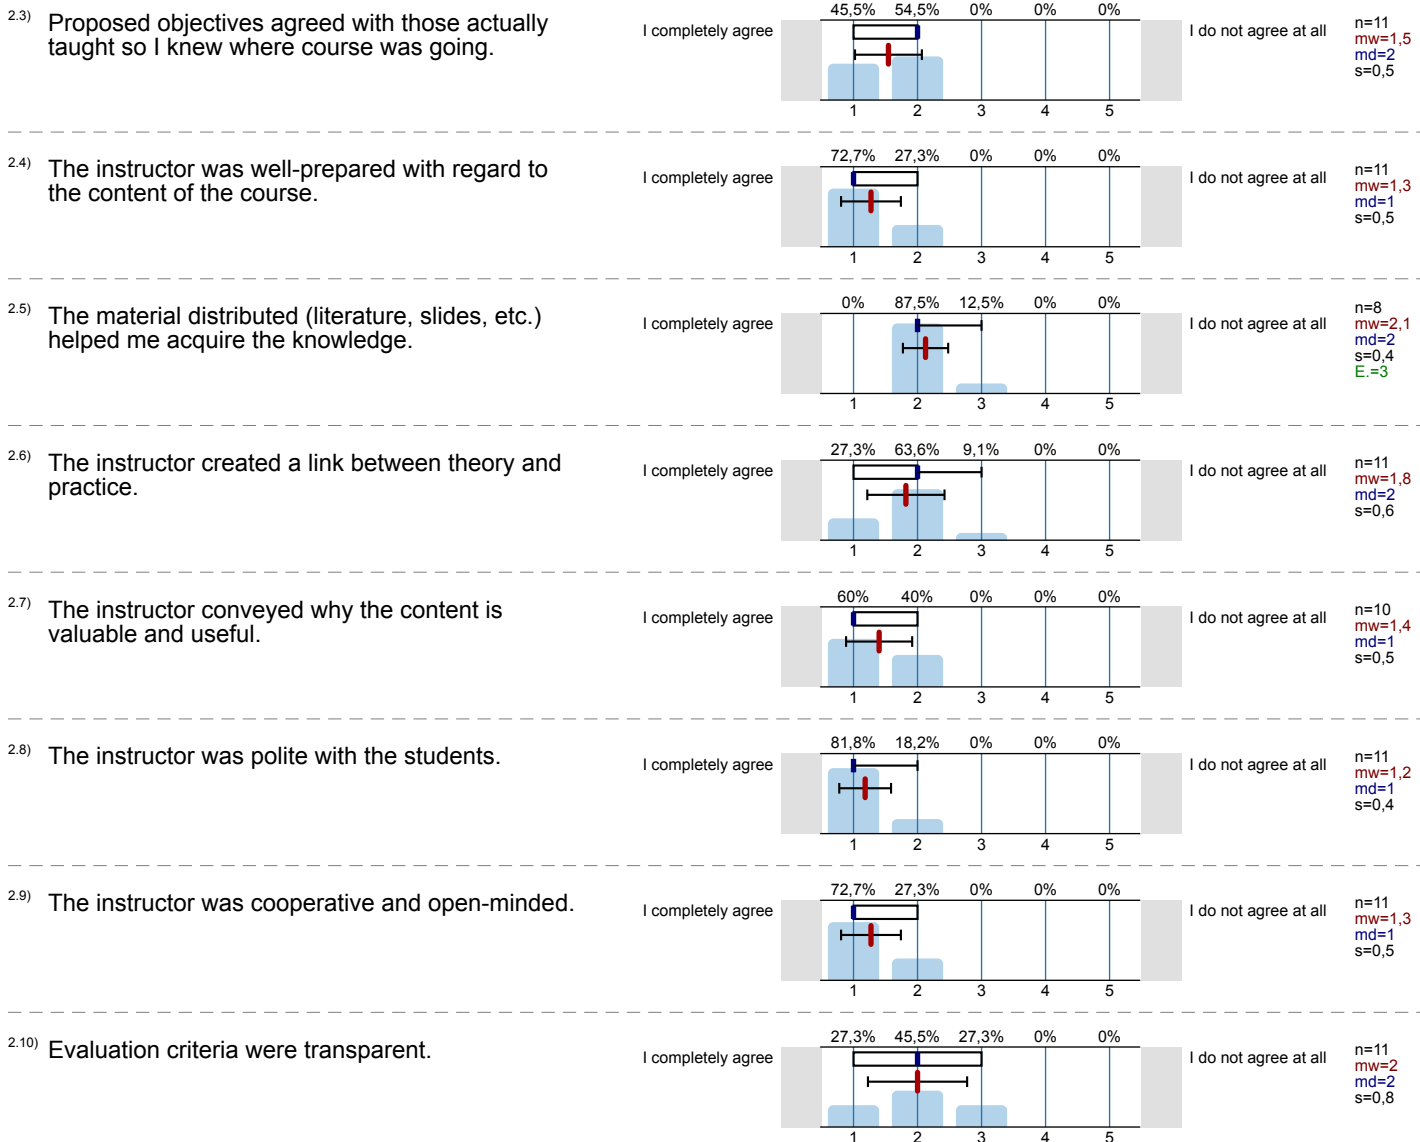 2.3) Proposed objectives agreed with those actually
taught so I knew where course was going.
I completely agree
45,5% 54,5% 0% 0% 0%
1 2 3 4 5
I do not agree at all
n=11
mw=1,5
md=2
s=0,5
2.4) The instructor was well-prepared with regard to
the content of the course.
I completely agree
72,7% 27,3% 0% 0% 0%
1 2 3 4 5
I do not agree at all
n=11
mw=1,3
md=1
s=0,5
2.5) The material distributed (literature, slides, etc.)
helped me acquire the knowledge.
I completely agree
0% 87,5% 12,5% 0% 0%
1 2 3 4 5
I do not agree at all
n=8
mw=2,1
md=2
s=0,4
E.=3
2.6) The instructor created a link between theory and
practice.
I completely agree
27,3% 63,6% 9,1% 0% 0%
1 2 3 4 5
I do not agree at all
n=11
mw=1,8
md=2
s=0,6
2.7) The instructor conveyed why the content is
valuable and useful.
I completely agree
60% 40% 0% 0% 0%
1 2 3 4 5
I do not agree at all
n=10
mw=1,4
md=1
s=0,5
2.8) The instructor was polite with the students.
I completely agree
81,8% 18,2% 0% 0% 0%
1 2 3 4 5
I do not agree at all
n=11
mw=1,2
md=1
s=0,4
2.9) The instructor was cooperative and open-minded.
I completely agree
72,7% 27,3% 0% 0% 0%
1 2 3 4 5
I do not agree at all
n=11
mw=1,3
md=1
s=0,5
2.10) Evaluation criteria were transparent.
I completely agree
27,3% 45,5% 27,3% 0% 0%
1 2 3 4 5
I do not agree at all
n=11
mw=2
md=2
s=0,8